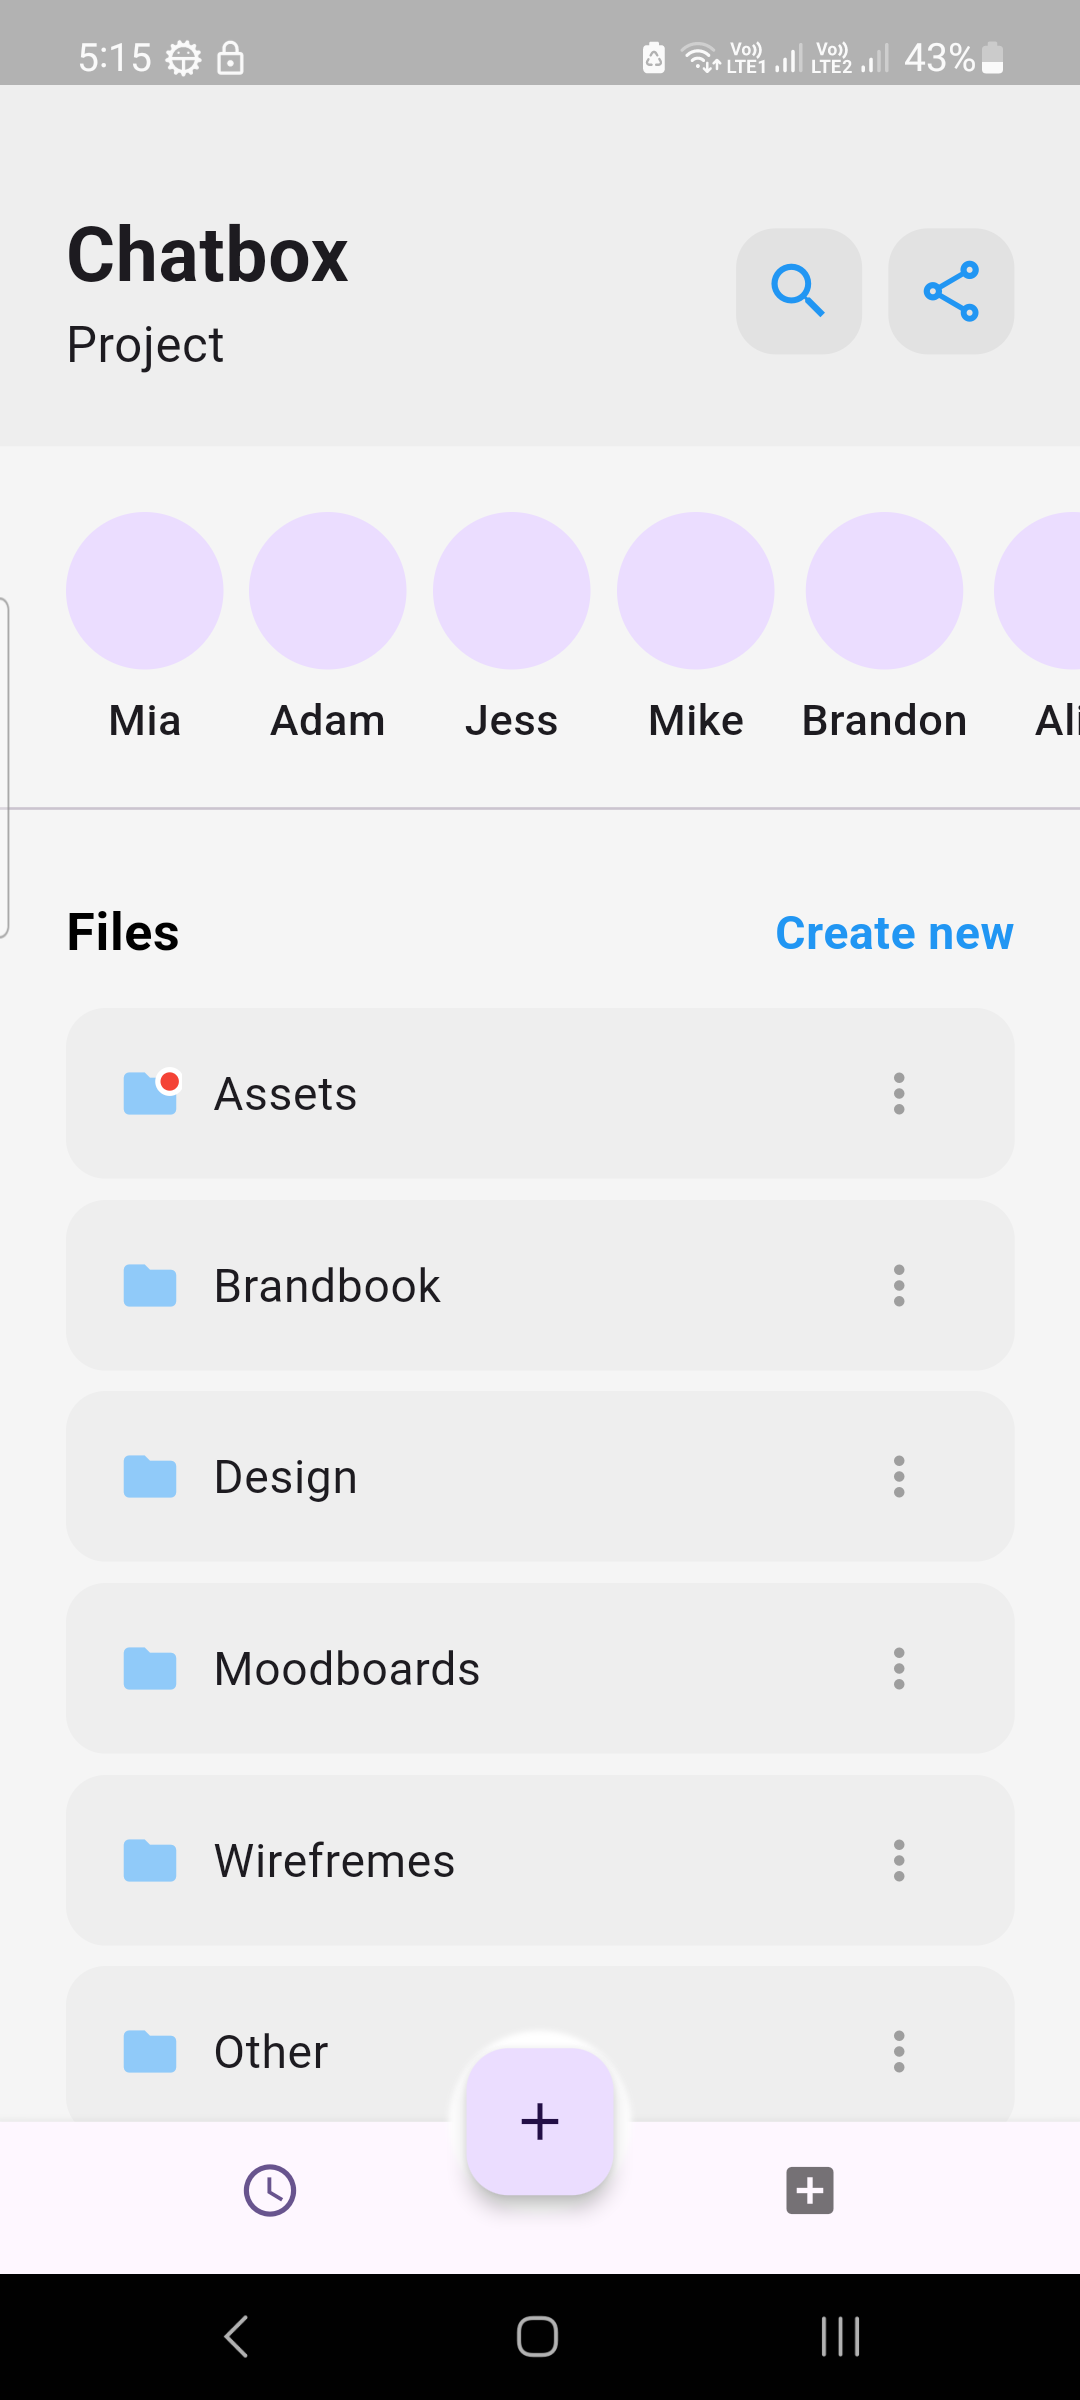 5:15 Vo)) LTE1 Vo)) LTE2 43%
Chatbox
Project
Mia Adam Jess Mike Brandon Ali
Files Create new
Assets
Brandbook
Design
Moodboards
Wirefremes
Other